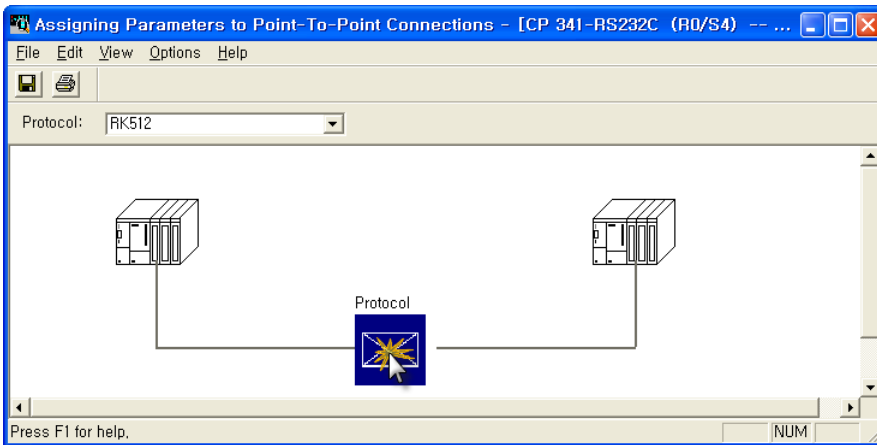 Assigning Parameters to Point-To-Point Connections - [CP 341-RS232C (R0/S4) -- ...
File Edit View Options Help
Protocol: RK512
Protocol
Press F1 for help,
NUM